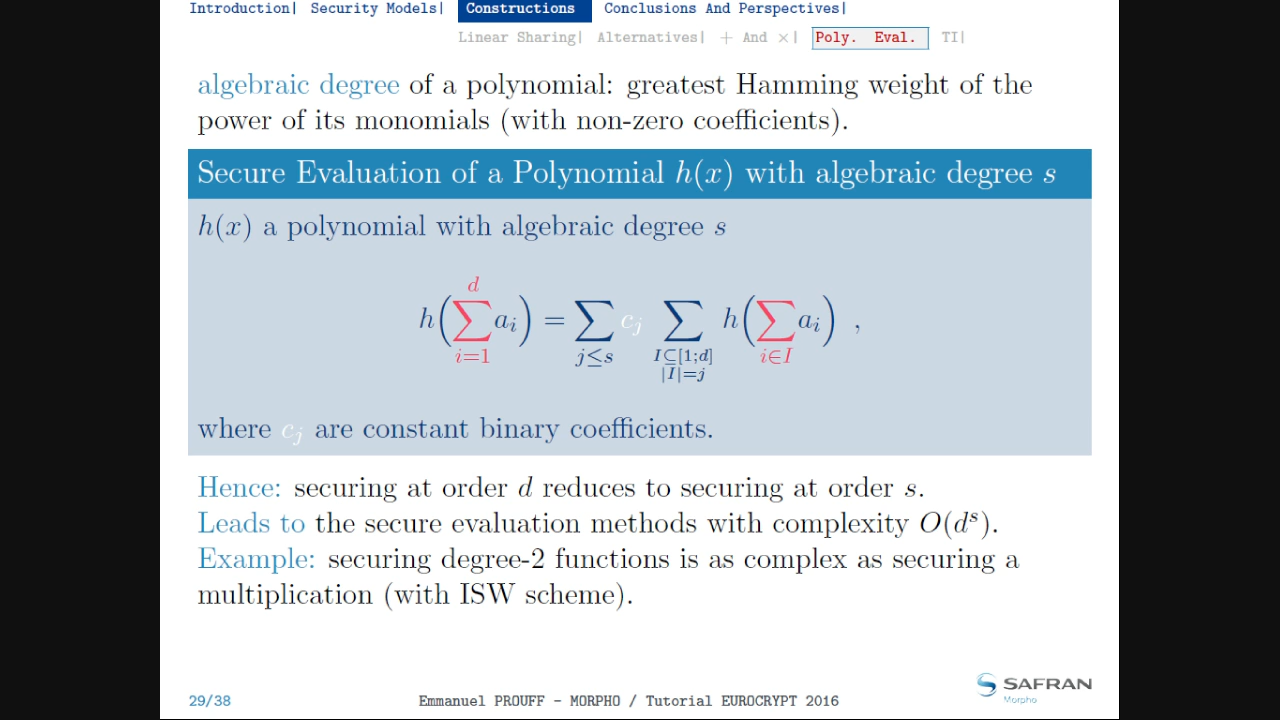 Introduction| Security Models| Constructions Conclusions And Perspectives|
Linear Sharing| Alternatives| + And ×| Poly. Eval. TI|
algebraic degree of a polynomial: greatest Hamming weight of the
power of its monomials (with non-zero coefficients).
Secure Evaluation of a Polynomial h(x) with algebraic degree s
h(x) a polynomial with algebraic degree s
h(∑_{i=1}^{d} a_i) = ∑_{j≤s} c_j ∑_{I⊆[1;d] |I|=j} h(∑_{i∈I} a_i) ,
where c_j are constant binary coefficients.
Hence: securing at order d reduces to securing at order s.
Leads to the secure evaluation methods with complexity O(d^s).
Example: securing degree-2 functions is as complex as securing a
multiplication (with ISW scheme).
SAFRAN
Morpho
29/38 Emmanuel PROUFF - MORPHO / Tutorial EUROCRYPT 2016